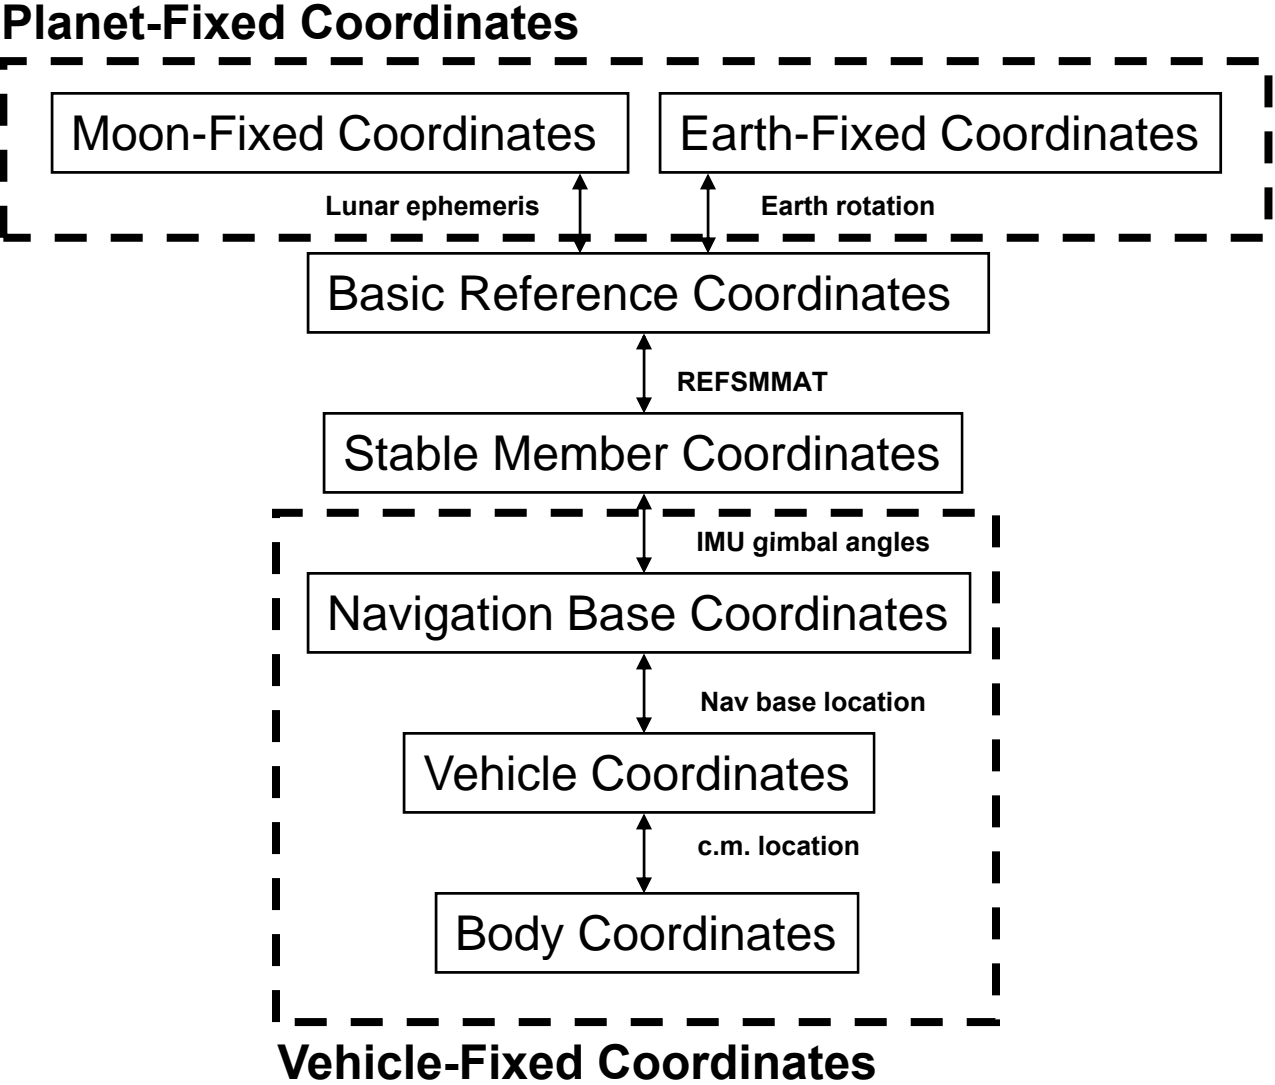 Planet-Fixed Coordinates
Moon-Fixed Coordinates
Earth-Fixed Coordinates
Lunar ephemeris
Earth rotation
Basic Reference Coordinates
REFSMMAT
Stable Member Coordinates
IMU gimbal angles
Navigation Base Coordinates
Nav base location
Vehicle Coordinates
c.m. location
Body Coordinates
Vehicle-Fixed Coordinates